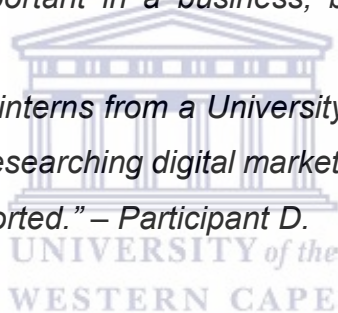 portant in a business, b
interns from a University
esearching digital market
orted.” – Participant D.
UNIVERSITY of the
WESTERN CAPE